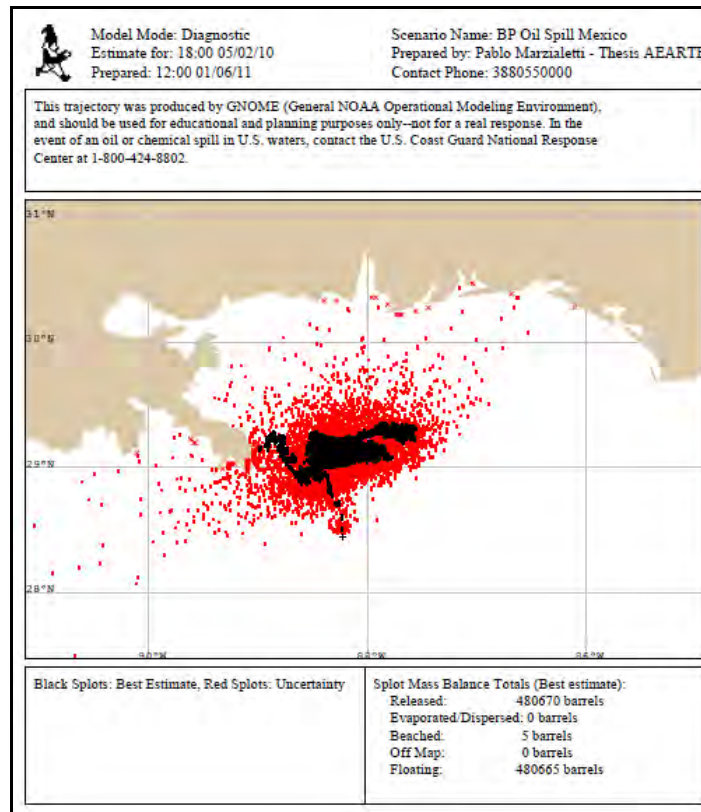 Model Mode: Diagnostic
Estimate for: 18:00 05/02/10
Prepared: 12:00 01/06/11
Scenario Name: BP Oil Spill Mexico
Prepared by: Pablo Marzialetti - Thesis AEARTE
Contact Phone: 3880550000
This trajectory was produced by GNOME (General NOAA Operational Modeling Environment),
and should be used for educational and planning purposes only--not for a real response. In the
event of an oil or chemical spill in U.S. waters, contact the U.S. Coast Guard National Response
Center at 1-800-424-8802.
31°N
30°N
29°N
28°N
90°W
88°W
86°W
Black Splots: Best Estimate, Red Splots: Uncertainty
Splot Mass Balance Totals (Best estimate):
Released: 480670 barrels
Evaporated/Dispersed: 0 barrels
Beached: 5 barrels
Off Map: 0 barrels
Floating: 480665 barrels